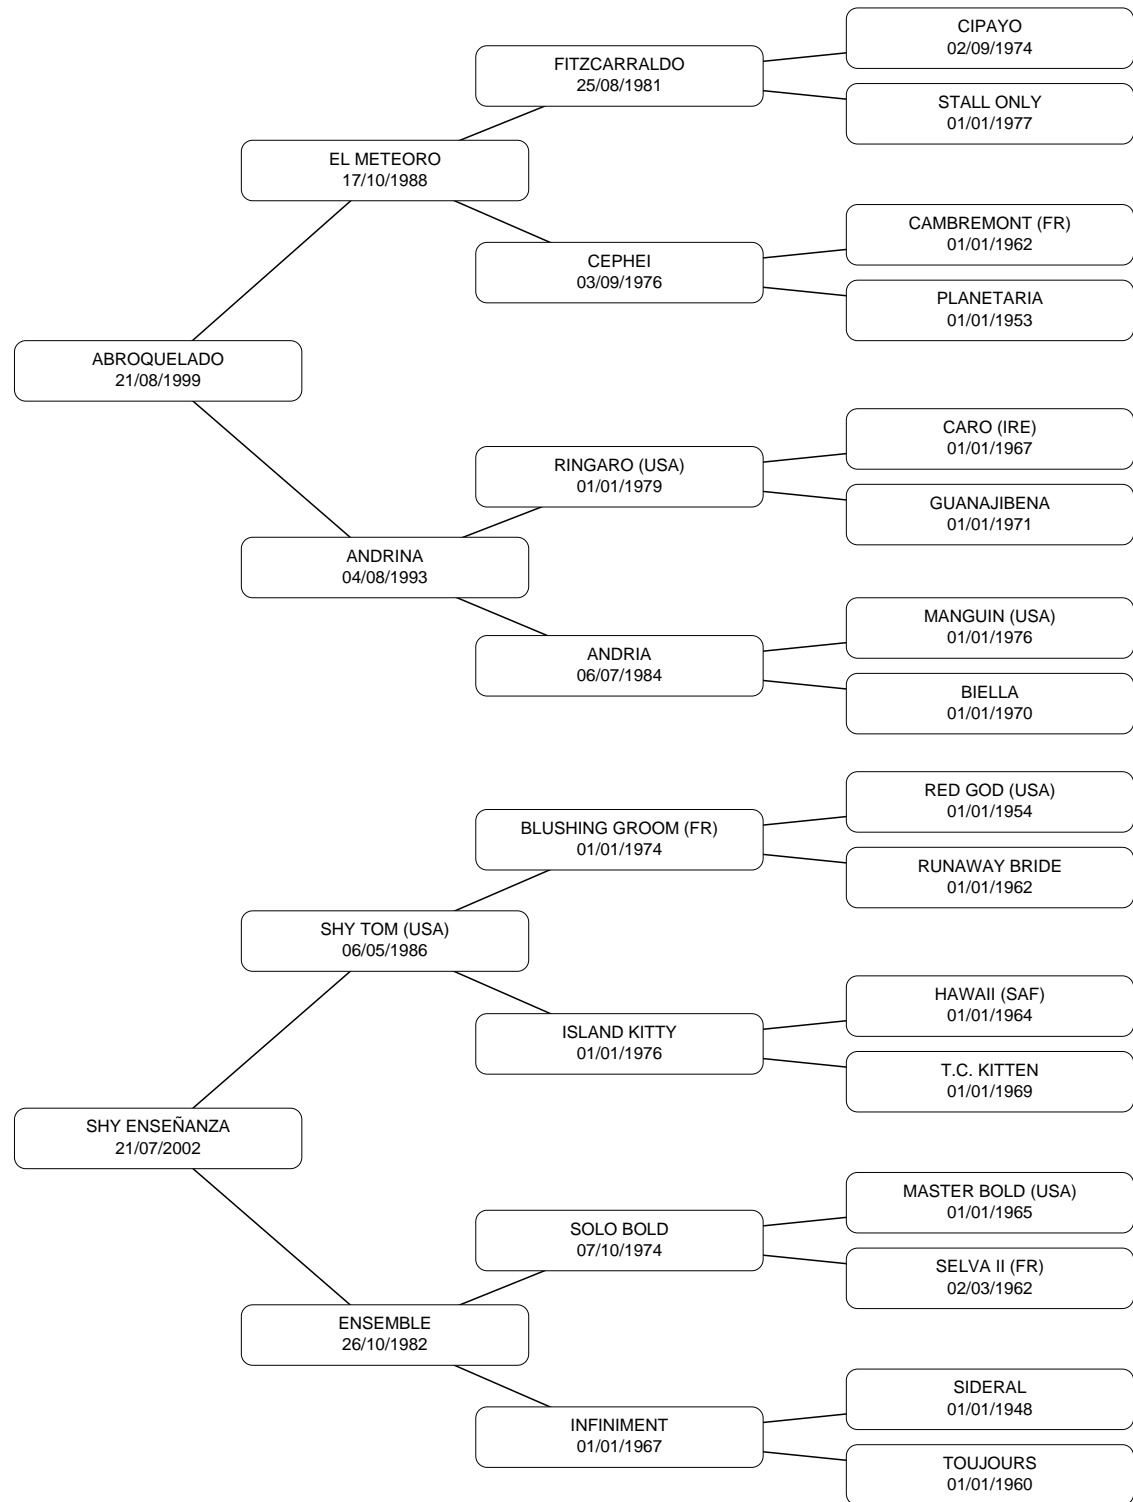 CIPAYO
02/09/1974
FITZCARRALDO
25/08/1981
STALL ONLY
01/01/1977
EL METEORO
17/10/1988
CAMBREMONT (FR)
01/01/1962
CEPHEI
03/09/1976
PLANETARIA
01/01/1953
ABROQUELADO
21/08/1999
CARO (IRE)
01/01/1967
RINGARO (USA)
01/01/1979
GUANAJIBENA
01/01/1971
ANDRINA
04/08/1993
MANGUIN (USA)
01/01/1976
ANDRIA
06/07/1984
BIELLA
01/01/1970
RED GOD (USA)
01/01/1954
BLUSHING GROOM (FR)
01/01/1974
RUNAWAY BRIDE
01/01/1962
SHY TOM (USA)
06/05/1986
HAWAII (SAF)
01/01/1964
ISLAND KITTY
01/01/1976
T.C. KITTEN
01/01/1969
SHY ENSEÑANZA
21/07/2002
MASTER BOLD (USA)
01/01/1965
SOLO BOLD
07/10/1974
SELVA II (FR)
02/03/1962
ENSEMBLE
26/10/1982
SIDERAL
01/01/1948
INFINIMENT
01/01/1967
TOUJOURS
01/01/1960